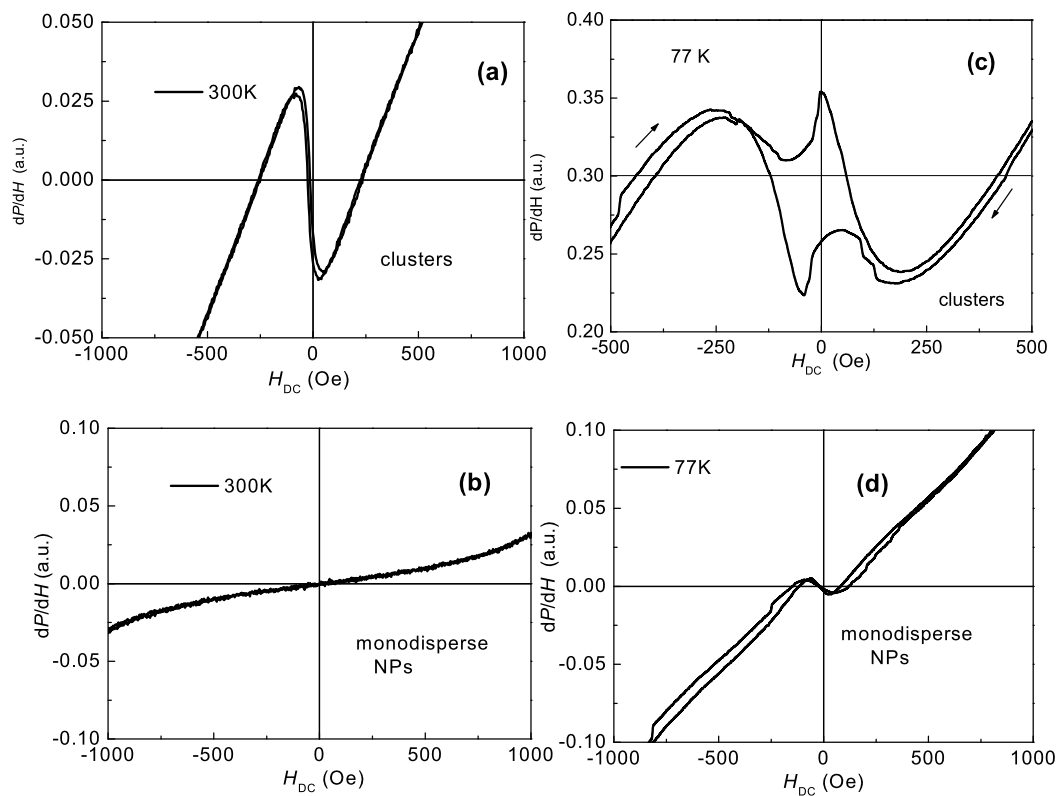 0.050
0.025
0.000
-0.025
-0.050
dP/dH (a.u.)
300K
(a)
clusters
-1000
-500
0
500
1000
H_DC (Oe)
0.40
0.35
0.30
0.25
0.20
dP/dH (a.u.)
77 K
(c)
clusters
-500
-250
0
250
500
H_DC (Oe)
0.10
0.05
0.00
-0.05
-0.10
dP/dH (a.u.)
300K
(b)
monodisperse
NPs
-1000
-500
0
500
1000
H_DC (Oe)
0.10
0.05
0.00
-0.05
-0.10
dP/dH (a.u.)
77K
(d)
monodisperse
NPs
-1000
-500
0
500
1000
H_DC (Oe)